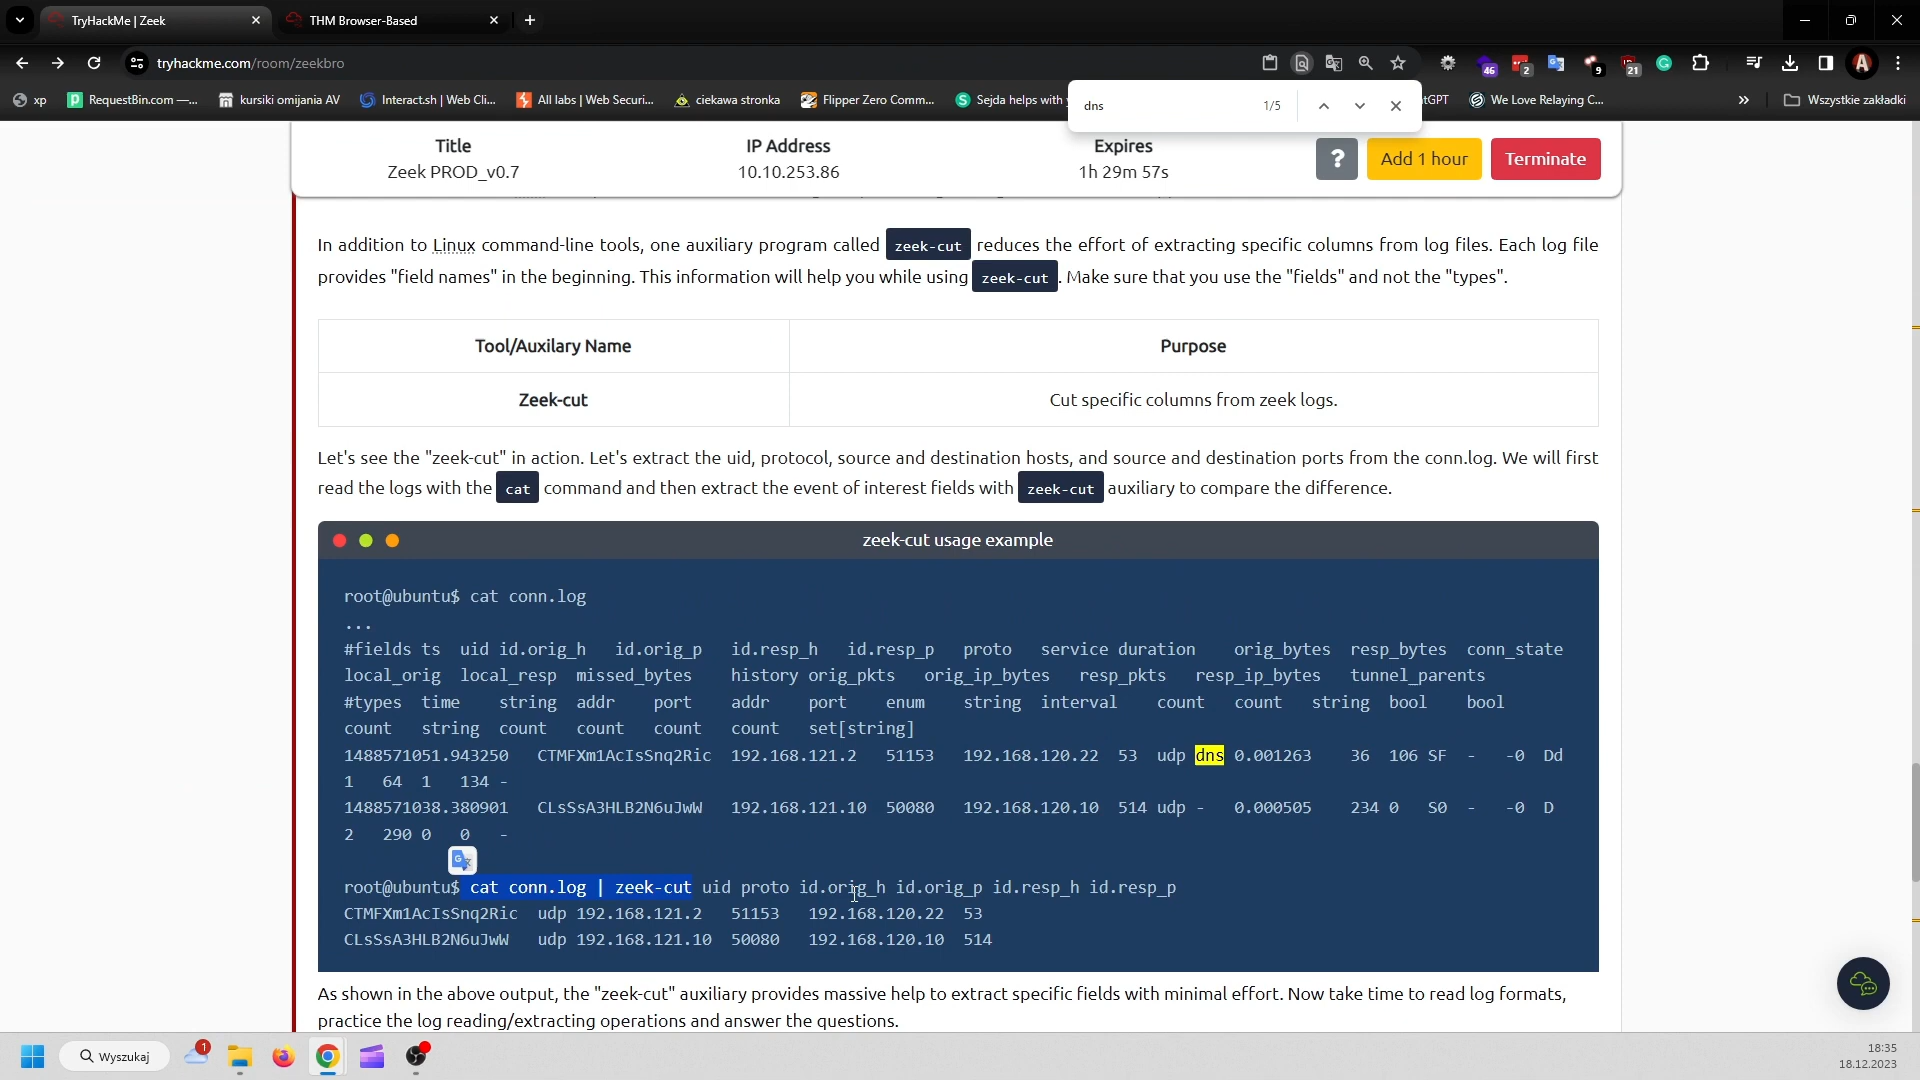 TryHackMe | Zeek
THM Browser-Based
tryhackme.com/room/zeekbro
46
2
9
21
A
xp
RequestBin.com —...
kursiki omijania AV
Interact.sh | Web Cli...
All labs | Web Securi...
ciekawa stronka
Flipper Zero Comm...
Sejda helps with
atGPT
We Love Relaying C...
»
Wszystkie zakładki
dns
1/5
Title
Zeek PROD_v0.7
IP Address
10.10.253.86
Expires
1h 29m 57s
?
Add 1 hour
Terminate
In addition to Linux command-line tools, one auxiliary program called zeek-cut reduces the effort of extracting specific columns from log files. Each log file
provides "field names" in the beginning. This information will help you while using zeek-cut . Make sure that you use the "fields" and not the "types".
Tool/Auxilary Name Purpose
Zeek-cut Cut specific columns from zeek logs.
Let's see the "zeek-cut" in action. Let's extract the uid, protocol, source and destination hosts, and source and destination ports from the conn.log. We will first
read the logs with the cat command and then extract the event of interest fields with zeek-cut auxiliary to compare the difference.
zeek-cut usage example
root@ubuntu$ cat conn.log
...
#fields ts uid id.orig_h id.orig_p id.resp_h id.resp_p proto service duration orig_bytes resp_bytes conn_state
local_orig local_resp missed_bytes history orig_pkts orig_ip_bytes resp_pkts resp_ip_bytes tunnel_parents
#types time string addr port addr port enum string interval count count string bool bool
count string count count count count set[string]
1488571051.943250 CTMFXm1AcIsSnq2Ric 192.168.121.2 51153 192.168.120.22 53 udp dns 0.001263 36 106 SF - -0 Dd
1 64 1 134 -
1488571038.380901 CLsSsA3HLB2N6uJwW 192.168.121.10 50080 192.168.120.10 514 udp - 0.000505 234 0 S0 - -0 D
2 290 0 0 -
root@ubuntu$ cat conn.log | zeek-cut uid proto id.orig_h id.orig_p id.resp_h id.resp_p
CTMFXm1AcIsSnq2Ric udp 192.168.121.2 51153 192.168.120.22 53
CLsSsA3HLB2N6uJwW udp 192.168.121.10 50080 192.168.120.10 514
As shown in the above output, the "zeek-cut" auxiliary provides massive help to extract specific fields with minimal effort. Now take time to read log formats,
practice the log reading/extracting operations and answer the questions.
Wyszukaj
1
18:35
18.12.2023